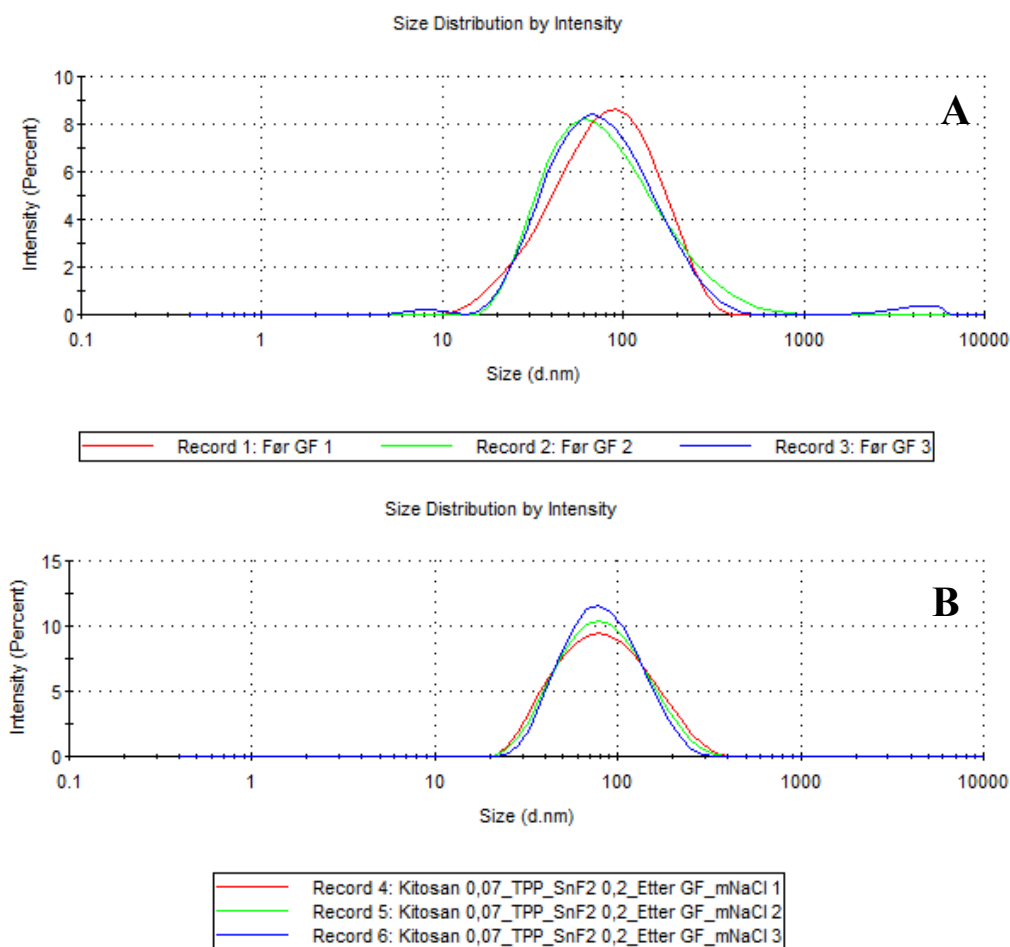 Size Distribution by Intensity
A
10
8
6
4
2
0
Intensity (Percent)
0.1 1 10 100 1000 10000
Size (d.nm)
Record 1: Før GF 1 Record 2: Før GF 2 Record 3: Før GF 3
Size Distribution by Intensity
B
15
10
5
0
Intensity (Percent)
0.1 1 10 100 1000 10000
Size (d.nm)
Record 4: Kitosan 0,07_TPP_SnF2 0,2_Etter GF_mNaCl 1
Record 5: Kitosan 0,07_TPP_SnF2 0,2_Etter GF_mNaCl 2
Record 6: Kitosan 0,07_TPP_SnF2 0,2_Etter GF_mNaCl 3